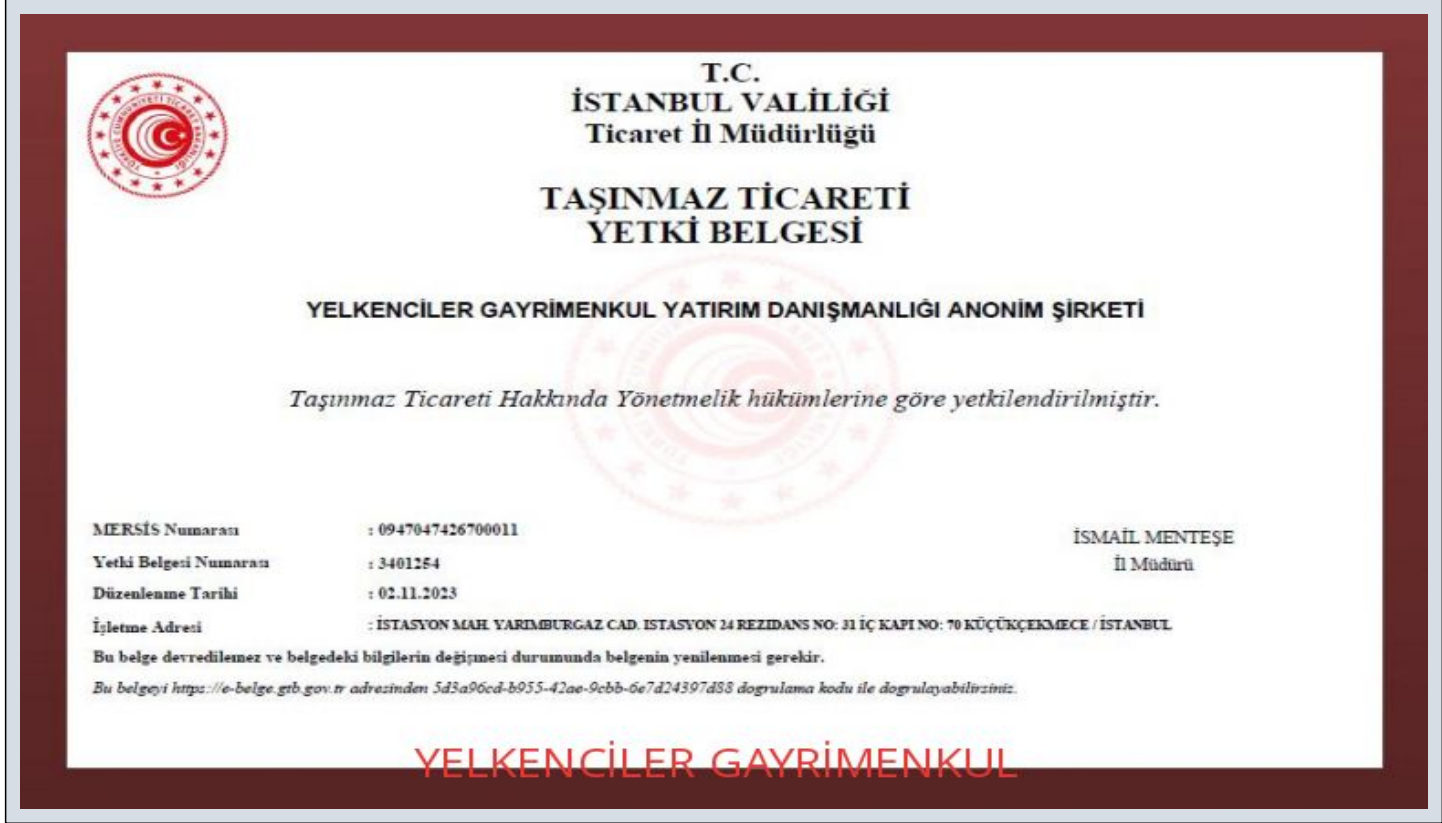 T.C.
İSTANBUL VALİLİĞİ
Ticaret İl Müdürlüğü
TAŞINMAZ TİCARETİ
YETKİ BELGESİ
YELKENCİLER GAYRİMENKUL YATIRIM DANIŞMANLIĞI ANONİM ŞİRKETİ
Taşınmaz Ticareti Hakkında Yönetmelik hükümlerine göre yetkilendirilmiştir.
MERSİS Numarası : 0947047426700011
İSMAİL MENTEŞE
Yetki Belgesi Numarası : 3401254
İl Müdürü
Düzenlenme Tarihi : 02.11.2023
İşletme Adresi : İSTASYON MAH. YARIMBURGAZ CAD. ISTASYON 24 REZIDANS NO: 31 İÇ KAPI NO: 70 KÜÇÜKÇEKMECE / İSTANBUL
Bu belge devredilemez ve belgedeki bilgilerin değişmesi durumunda belgenin yenilenmesi gerekir.
Bu belgeyi https://e-belge.gtb.gov.tr adresinden 5d3a96cd-b955-42ae-9cbb-6e7d24397d88 dogrulama kodu ile dogrulayabilirsiniz.
YELKENCİLER GAYRİMENKUL